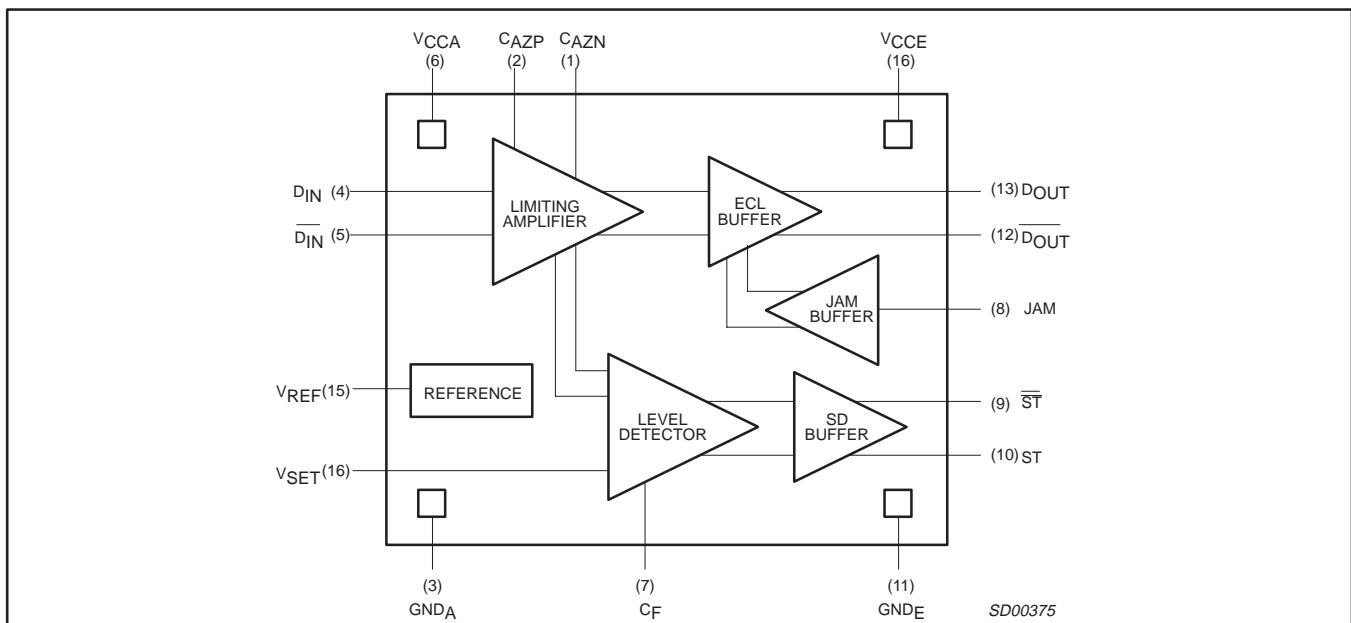 VCCA CAZP CAZN VCCE
(6) (2) (1) (16)
DIN (4)
LIMITING
AMPLIFIER
ECL
BUFFER
(13) DOUT
DIN (5)
(12) DOUT
JAM
BUFFER
(8) JAM
VREF(15)
REFERENCE
LEVEL
DETECTOR
SD
BUFFER
(9) ST
(10) ST
VSET(16)
(3) (7) (11)
GNDA CF GNDE SD00375